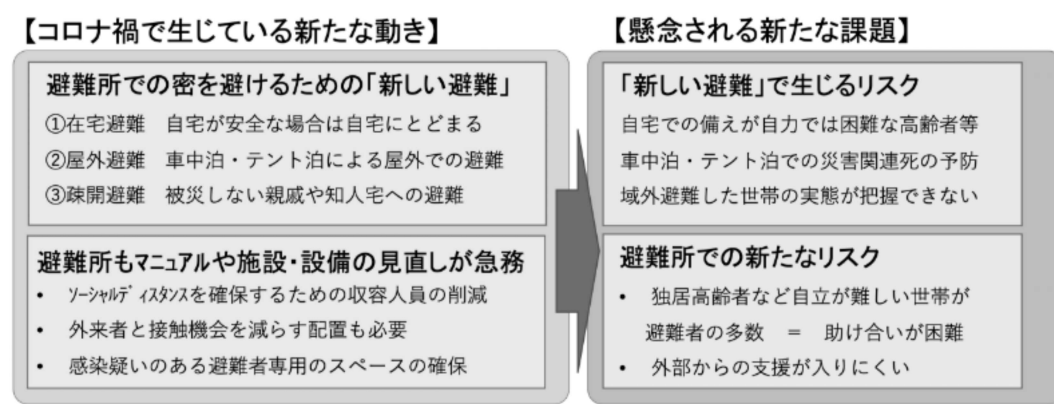 【コロナ禍で生じている新たな動き】
避難所での密を避けるための「新しい避難」
①在宅避難　自宅が安全な場合は自宅にとどまる
②屋外避難　車中泊・テント泊による屋外での避難
③疎開避難　被災しない親戚や知人宅への避難
避難所もマニュアルや施設・設備の見直しが急務
• ソーシャルディスタンスを確保するための収容人員の削減
• 外来者と接触機会を減らす配置も必要
• 感染疑いのある避難者専用のスペースの確保
【懸念される新たな課題】
「新しい避難」で生じるリスク
自宅での備えが自力では困難な高齢者等
車中泊・テント泊での災害関連死の予防
域外避難した世帯の実態が把握できない
避難所での新たなリスク
• 独居高齢者など自立が難しい世帯が
避難者の多数　＝　助け合いが困難
• 外部からの支援が入りにくい